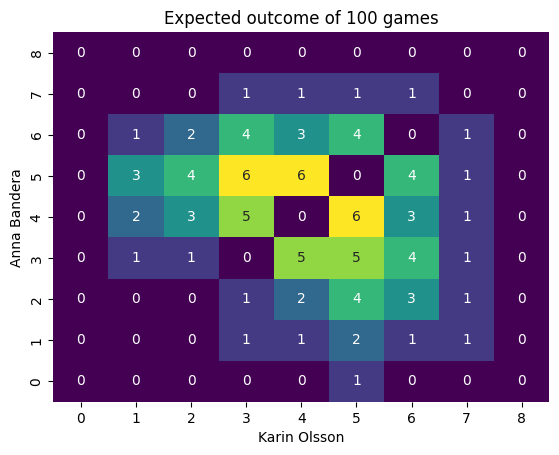 Expected outcome of 100 games
Anna Bandera
8 0 0 0 0 0 0 0 0 0
7 0 0 0 1 1 1 1 0 0
6 0 1 2 4 3 4 0 1 0
5 0 3 4 6 6 0 4 1 0
4 0 2 3 5 0 6 3 1 0
3 0 1 1 0 5 5 4 1 0
2 0 0 0 1 2 4 3 1 0
1 0 0 0 1 1 2 1 1 0
0 0 0 0 0 0 1 0 0 0
0 1 2 3 4 5 6 7 8
Karin Olsson